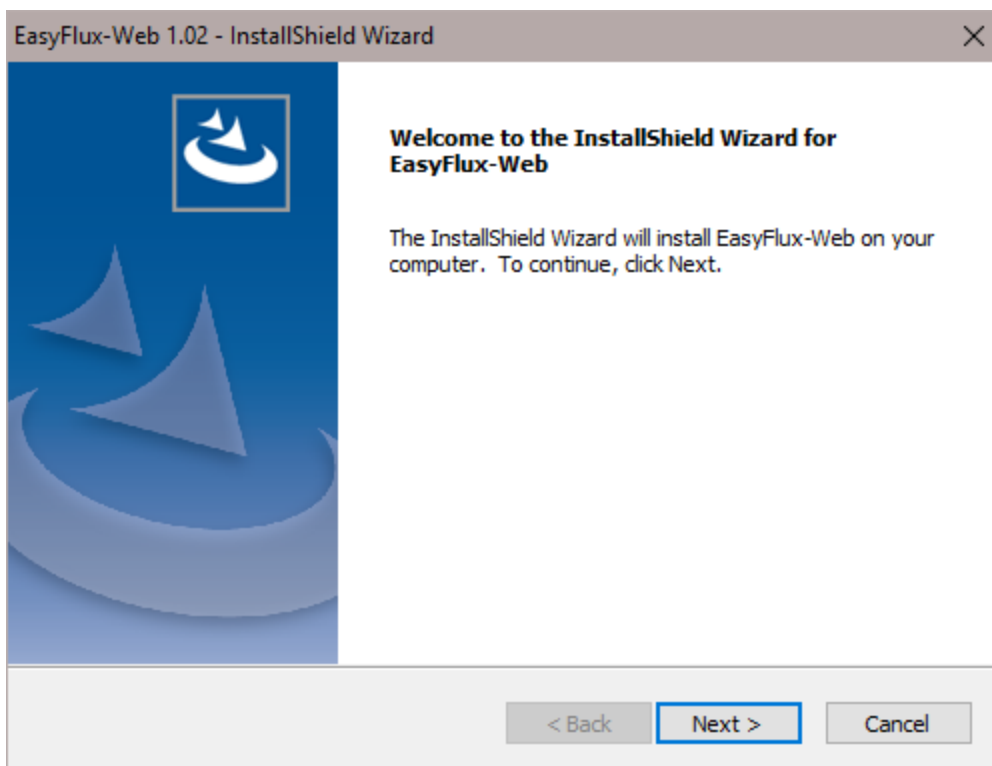 EasyFlux-Web 1.02 - InstallShield Wizard
Welcome to the InstallShield Wizard for
EasyFlux-Web
The InstallShield Wizard will install EasyFlux-Web on your
computer. To continue, click Next.
< Back
Next >
Cancel